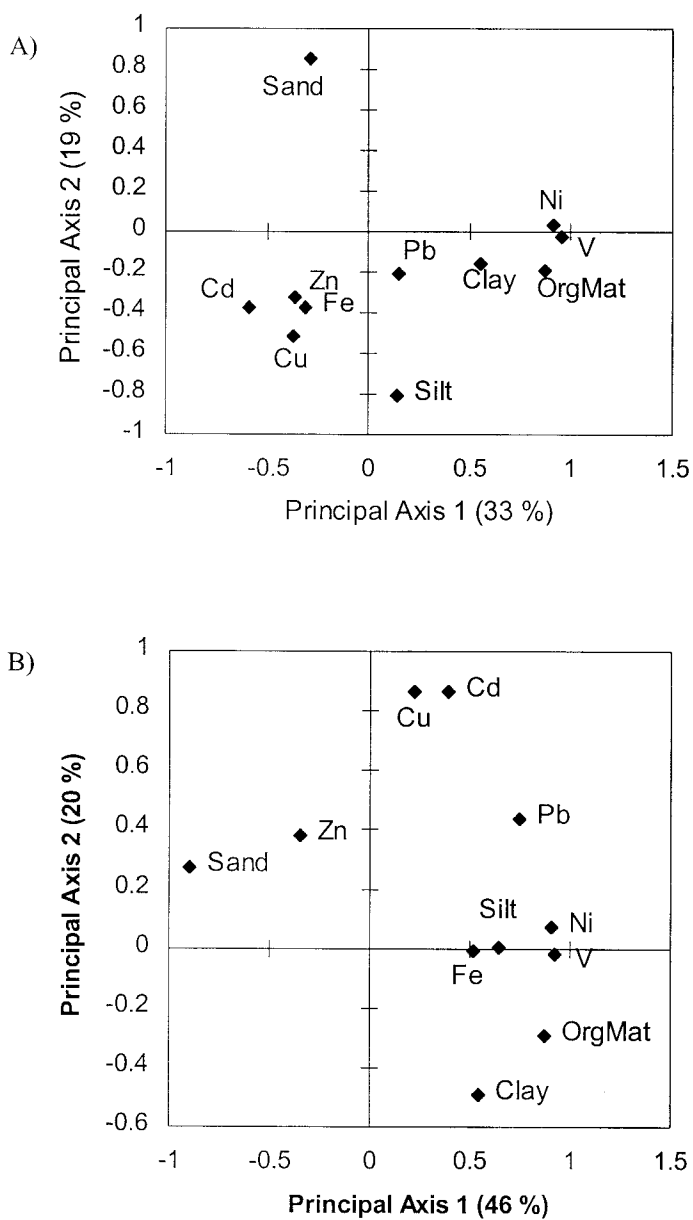 A)
1
0.8
0.6
0.4
0.2
0
-0.2
-0.4
-0.6
-0.8
-1
Principal Axis 2 (19 %)
Sand
Ni
V
Pb
Clay
OrgMat
Cd
Zn
Fe
Cu
Silt
-1
-0.5
0
0.5
1
1.5
Principal Axis 1 (33 %)
B)
1
0.8
0.6
0.4
0.2
0
-0.2
-0.4
-0.6
Principal Axis 2 (20 %)
Cu
Cd
Pb
Zn
Sand
Silt
Ni
Fe
V
OrgMat
Clay
-1
-0.5
0
0.5
1
1.5
Principal Axis 1 (46 %)